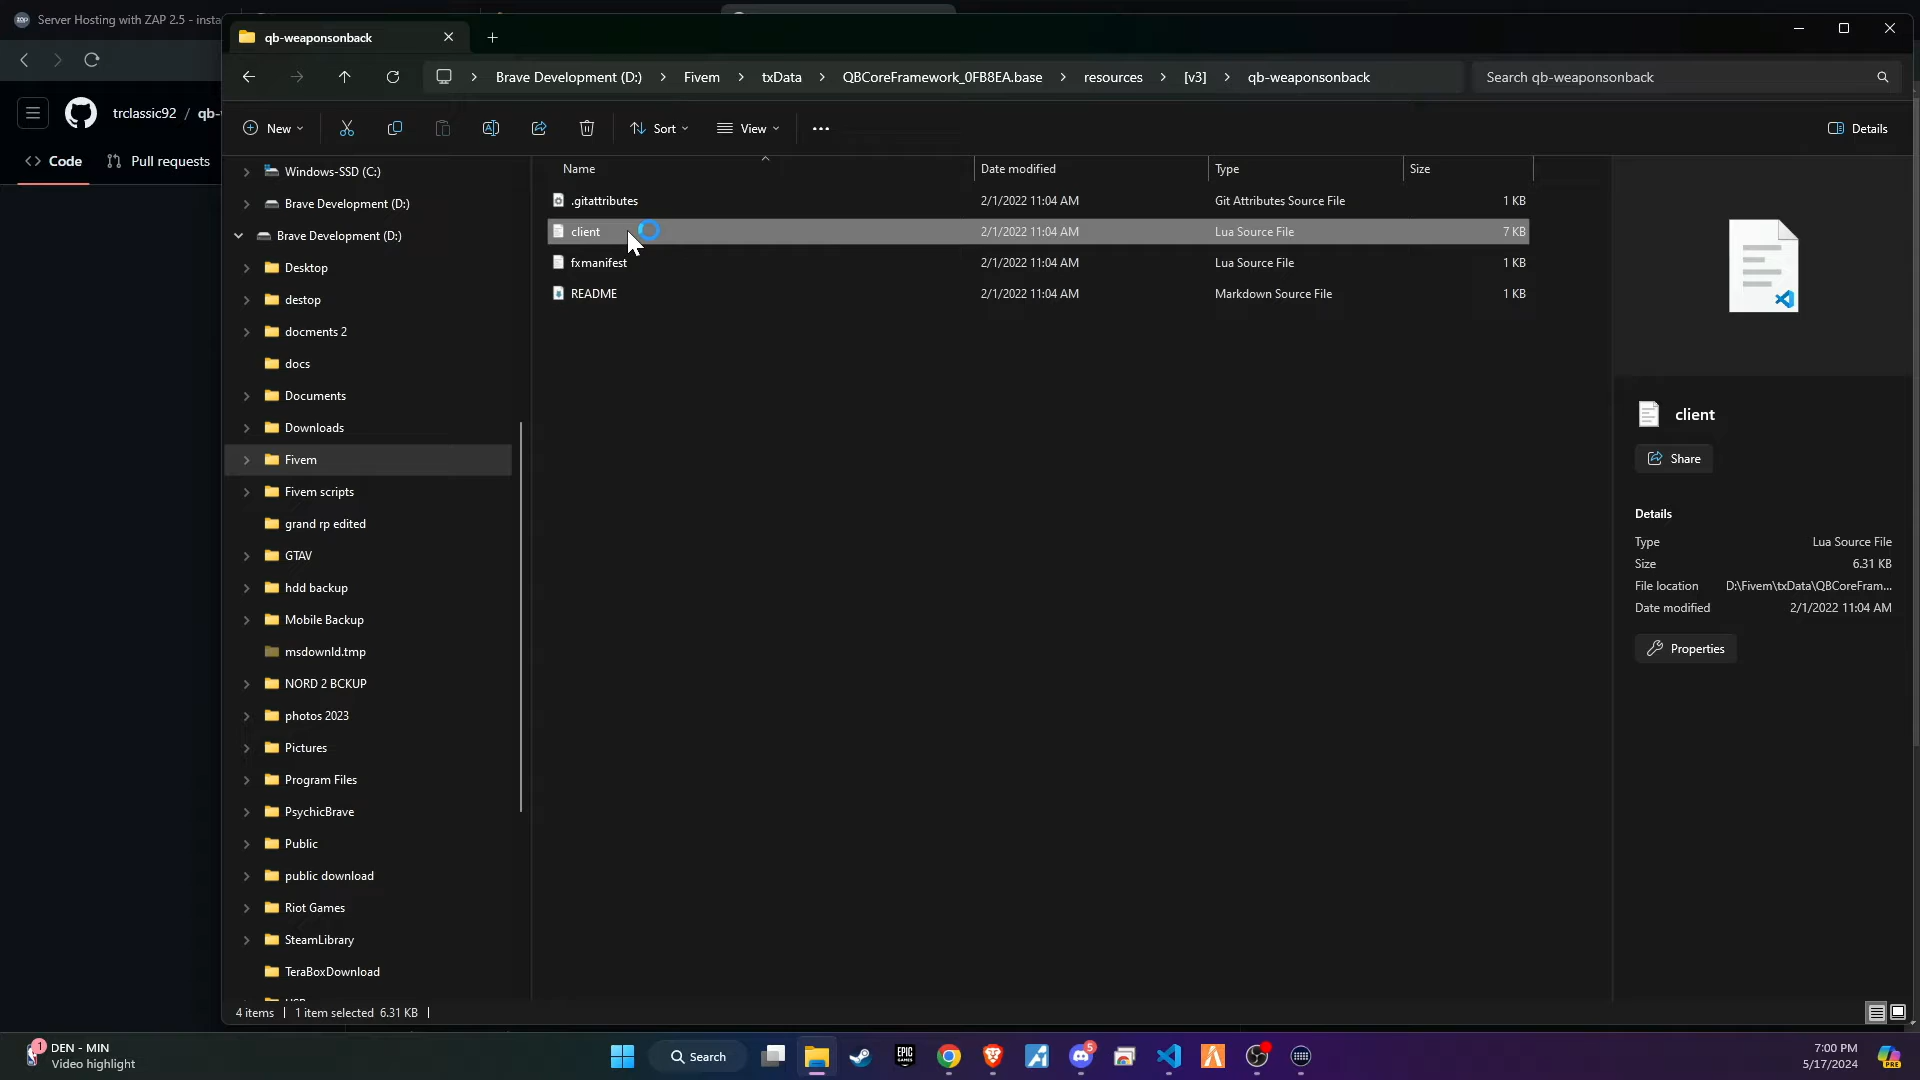 Server Hosting with ZAP 2.5 - insta
qb-weaponsonback
Brave Development (D:) Fivem txData QBCoreFramework_0FB8EA.base resources [v3] qb-weaponsonback
Search qb-weaponsonback
trclassic92 / qb-
New
Sort
View
Details
Code
Pull requests
Name
Date modified
Type
Size
.gitattributes
2/1/2022 11:04 AM
Git Attributes Source File
1 KB
client
2/1/2022 11:04 AM
Lua Source File
7 KB
fxmanifest
2/1/2022 11:04 AM
Lua Source File
1 KB
README
2/1/2022 11:04 AM
Markdown Source File
1 KB
Windows-SSD (C:)
Brave Development (D:)
Brave Development (D:)
Desktop
destop
docments 2
docs
Documents
Downloads
Fivem
Fivem scripts
grand rp edited
GTAV
hdd backup
Mobile Backup
msdownld.tmp
NORD 2 BCKUP
photos 2023
Pictures
Program Files
PsychicBrave
Public
public download
Riot Games
SteamLibrary
TeraBoxDownload
client
Share
Details
Type
Lua Source File
Size
6.31 KB
File location
D:\Fivem\txData\QBCoreFram...
Date modified
2/1/2022 11:04 AM
Properties
4 items
1 item selected 6.31 KB
1
DEN - MIN
Video highlight
Search
EPIC
GAMES
5
7:00 PM
5/17/2024
PRE